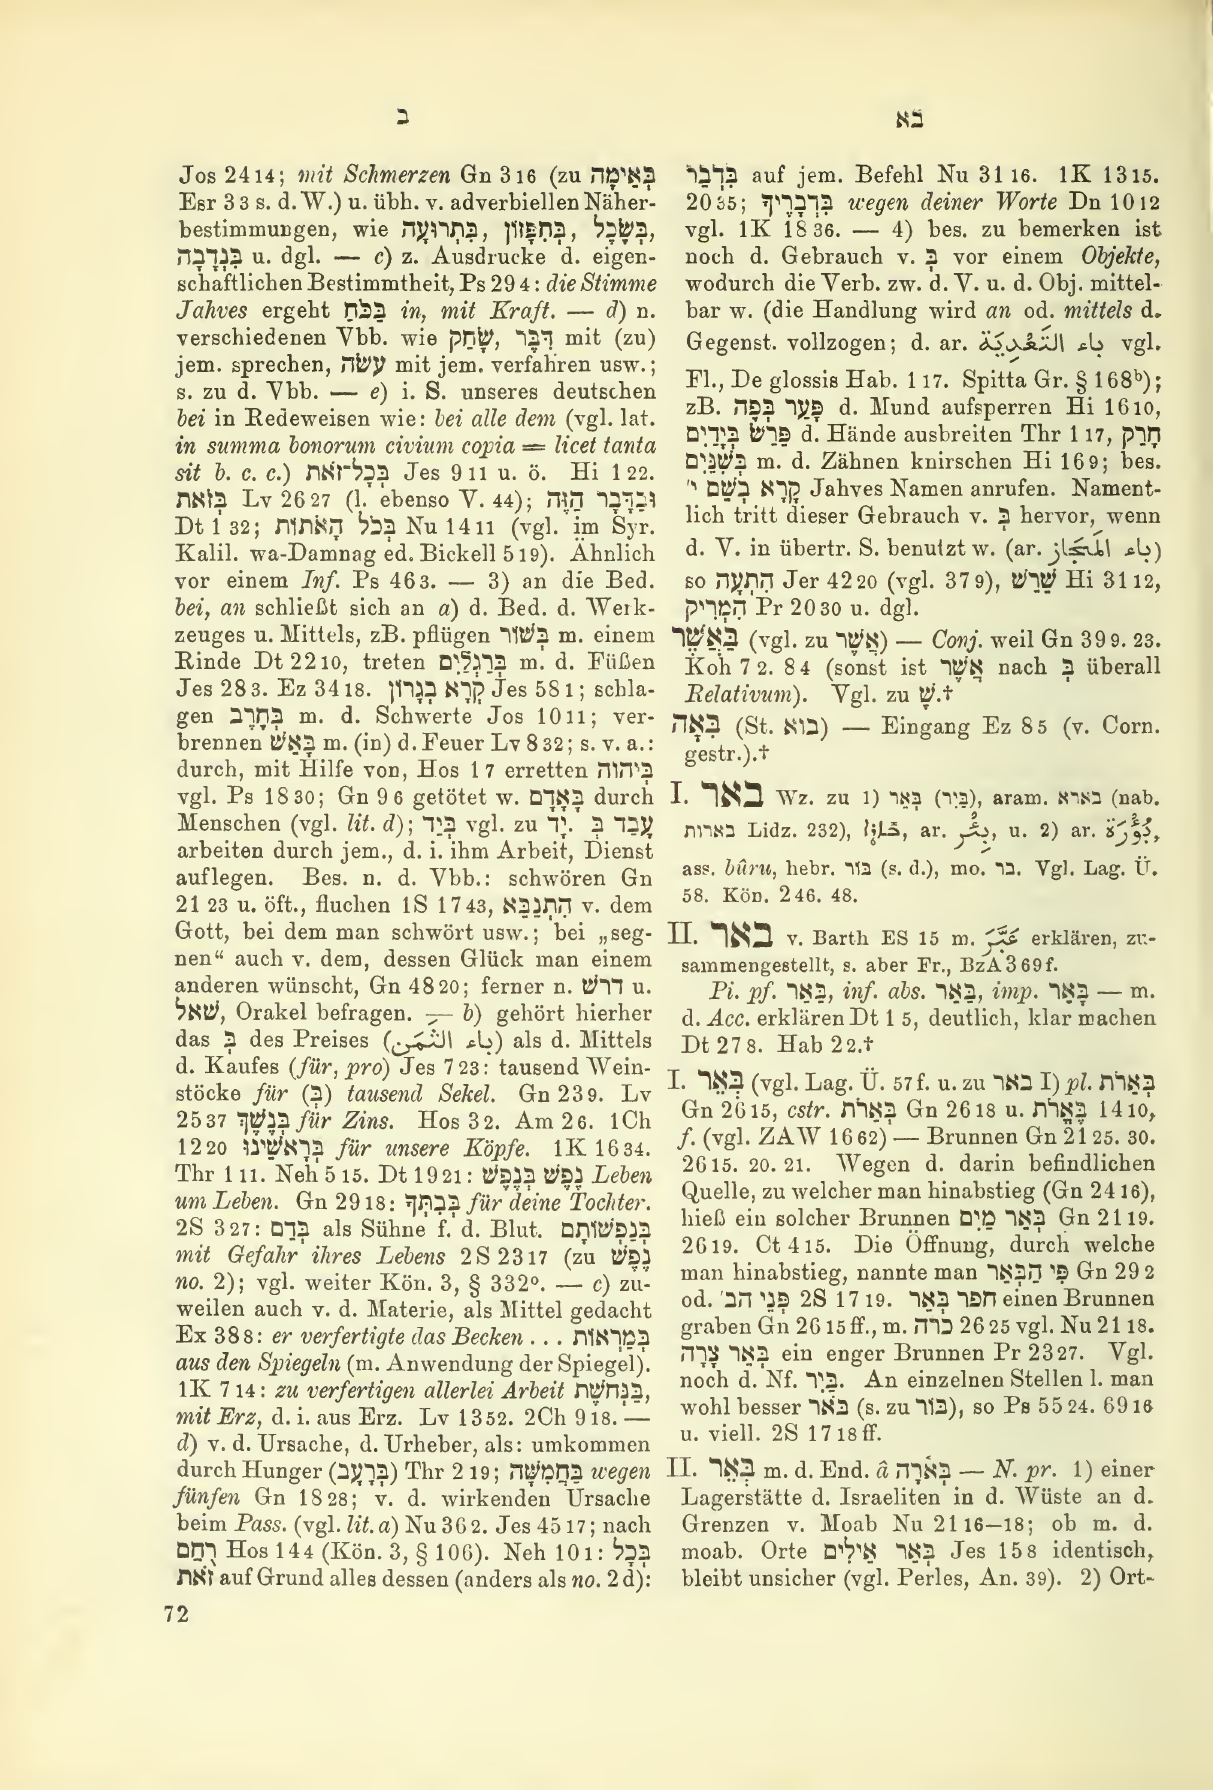 ב
בא
Jos 24 14; mit Schmerzen Gn 3 16 (zu בְּאֵימָה
Esr 3 3 s. d. W.) u. übh. v. adverbiellen Näher-
bestimmungen, wie בִּתְרוּעָה, בְּחִפָּזוֹן, בְּשֵׂכֶל,
בִּנְדָבָה u. dgl. — c) z. Ausdrucke d. eigen-
schaftlichen Bestimmtheit, Ps 29 4: die Stimme
Jahves ergeht בַּכֹּחַ in, mit Kraft. — d) n.
verschiedenen Vbb. wie דִּבֶּר, שִׂחַק mit (zu)
jem. sprechen, עָשָׂה mit jem. verfahren usw.;
s. zu d. Vbb. — e) i. S. unseres deutschen
bei in Redeweisen wie: bei alle dem (vgl. lat.
in summa bonorum civium copia = licet tanta
sit b. c. c.) בְּכָל־זֹאת Jes 9 11 u. ö. Hi 1 22.
בְּזֹאת Lv 26 27 (l. ebenso V. 44); וּבַדָּבָר הַזֶּה
Dt 1 32; בְּכֹל הָאֹתוֹת Nu 14 11 (vgl. im Syr.
Kalil. wa-Damnag ed. Bickell 5 19). Ähnlich
vor einem Inf. Ps 46 3. — 3) an die Bed.
bei, an schließt sich an a) d. Bed. d. Werk-
zeuges u. Mittels, zB. pflügen בְּשׁוֹר m. einem
Rinde Dt 22 10, treten בְּרַגְלַיִם m. d. Füßen
Jes 28 3. Ez 34 18. קְרָא בְגָרוֹן Jes 58 1; schla-
gen בְּחָרֶב m. d. Schwerte Jos 10 11; ver-
brennen בָּאֵשׁ m. (in) d. Feuer Lv 8 32; s. v. a.:
durch, mit Hilfe von, Hos 1 7 erretten בְּיהוה
vgl. Ps 18 30; Gn 9 6 getötet w. בָּאָדָם durch
Menschen (vgl. lit. d); בְּיַד vgl. zu יָד. עָבַד בְּ
arbeiten durch jem., d. i. ihm Arbeit, Dienst
auflegen. Bes. n. d. Vbb.: schwören Gn
21 23 u. öft., fluchen 1S 17 43, הִתְנַבֵּא v. dem
Gott, bei dem man schwört usw.; bei „seg-
nen“ auch v. dem, dessen Glück man einem
anderen wünscht, Gn 48 20; ferner n. דרשׁ u.
שׁאל, Orakel befragen. — b) gehört hierher
das בְּ des Preises (باء الثَّمَن) als d. Mittels
d. Kaufes (für, pro) Jes 7 23: tausend Wein-
stöcke für (בְּ) tausend Sekel. Gn 23 9. Lv
25 37 בְּנֶשֶׁךְ für Zins. Hos 3 2. Am 2 6. 1Ch
12 20 בְּרָאשֵׁינוּ für unsere Köpfe. 1K 16 34.
Thr 1 11. Neh 5 15. Dt 19 21: נֶפֶשׁ בְּנֶפֶשׁ Leben
um Leben. Gn 29 18: בְּבִתְּךָ für deine Tochter.
2S 3 27: בְּדַם als Sühne f. d. Blut. בְּנַפְשׁוֹתָם
mit Gefahr ihres Lebens 2S 23 17 (zu נֶפֶשׁ
no. 2); vgl. weiter Kön. 3, § 332o. — c) zu-
weilen auch v. d. Materie, als Mittel gedacht
Ex 38 8: er verfertigte das Becken . . . בְּמַרְאוֹת
aus den Spiegeln (m. Anwendung der Spiegel).
1K 7 14: zu verfertigen allerlei Arbeit בַּנְּחֹשֶׁת,
mit Erz, d. i. aus Erz. Lv 13 52. 2Ch 9 18. —
d) v. d. Ursache, d. Urheber, als: umkommen
durch Hunger (בְּרָעָב) Thr 2 19; בַּחֲמִשָּׁה wegen
fünfen Gn 18 28; v. d. wirkenden Ursache
beim Pass. (vgl. lit. a) Nu 36 2. Jes 45 17; nach
רֻחַם Hos 14 4 (Kön. 3, § 106). Neh 10 1: בְּכָל
זֹאת auf Grund alles dessen (anders als no. 2 d):
72
בִּדְבַר auf jem. Befehl Nu 31 16. 1K 13 15.
20 35; בִּדְבָרֶיךָ wegen deiner Worte Dn 10 12
vgl. 1K 18 36. — 4) bes. zu bemerken ist
noch d. Gebrauch v. בְּ vor einem Objekte,
wodurch die Verb. zw. d. V. u. d. Obj. mittel-
bar w. (die Handlung wird an od. mittels d.
Gegenst. vollzogen; d. ar. باء التَّعْدِيَة vgl.
Fl., De glossis Hab. 1 17. Spitta Gr. § 168b);
zB. פָּעַר בְּפֶה d. Mund aufsperren Hi 16 10,
פֵּרַשׂ בְּיָדַיִם d. Hände ausbreiten Thr 1 17, חָרַק
בְּשִׁנַּיִם m. d. Zähnen knirschen Hi 16 9; bes.
קָרָא בְשֵׁם י' Jahves Namen anrufen. Nament-
lich tritt dieser Gebrauch v. בְּ hervor, wenn
d. V. in übertr. S. benutzt w. (ar. باء المَجَاز)
so הִתְעָה Jer 42 20 (vgl. 37 9), שֵׁרֵשׁ Hi 31 12,
הִמְרִיק Pr 20 30 u. dgl.
בַּאֲשֶׁר (vgl. zu אֲשֶׁר) — Conj. weil Gn 39 9. 23.
Koh 7 2. 8 4 (sonst ist אֲשֶׁר nach בְּ überall
Relativum). Vgl. zu שֶׁ.†
בִּאָה (St. בוא) — Eingang Ez 8 5 (v. Corn.
gestr.).†
I. באר Wz. zu 1) בְּאֵר (בַּיִר), aram. בארא (nab.
בארות Lidz. 232), ar. بِئْر, u. 2) ar. بُؤْرَة,
ass. bûru, hebr. בּוֹר (s. d.), mo. בר. Vgl. Lag. Ü.
58. Kön. 2 46. 48.
II. באר v. Barth ES 15 m. عَبَّرَ erklären, zu-
sammengestellt, s. aber Fr., BzA 3 69 f.
Pi. pf. בֵּאֵר, inf. abs. בַּאֵר, imp. בָּאֵר — m.
d. Acc. erklären Dt 1 5, deutlich, klar machen
Dt 27 8. Hab 2 2.†
I. בְּאֵר (vgl. Lag. Ü. 57 f. u. zu באר I) pl. בְּאֵרֹת
Gn 26 15, cstr. בְּאֵרֹת Gn 26 18 u. בֶּאֱרֹת 14 10,
f. (vgl. ZAW 16 62) — Brunnen Gn 21 25. 30.
26 15. 20. 21. Wegen d. darin befindlichen
Quelle, zu welcher man hinabstieg (Gn 24 16),
hieß ein solcher Brunnen בְּאֵר מַיִם Gn 21 19.
26 19. Ct 4 15. Die Öffnung, durch welche
man hinabstieg, nannte man פִּי הַבְּאֵר Gn 29 2
od. פְּנֵי הב' 2S 17 19. חפר בְּאֵר einen Brunnen
graben Gn 26 15 ff., m. כרה 26 25 vgl. Nu 21 18.
בְּאֵר צָרָה ein enger Brunnen Pr 23 27. Vgl.
noch d. Nf. בַּיִר. An einzelnen Stellen l. man
wohl besser בֹּאר (s. zu בּוֹר), so Ps 55 24. 69 16
u. viell. 2S 17 18 ff.
II. בְּאֵר m. d. End. â בְּאֵרָה — N. pr. 1) einer
Lagerstätte d. Israeliten in d. Wüste an d.
Grenzen v. Moab Nu 21 16—18; ob m. d.
moab. Orte בְּאֵר אֵילִים Jes 15 8 identisch,
bleibt unsicher (vgl. Perles, An. 39). 2) Ort-